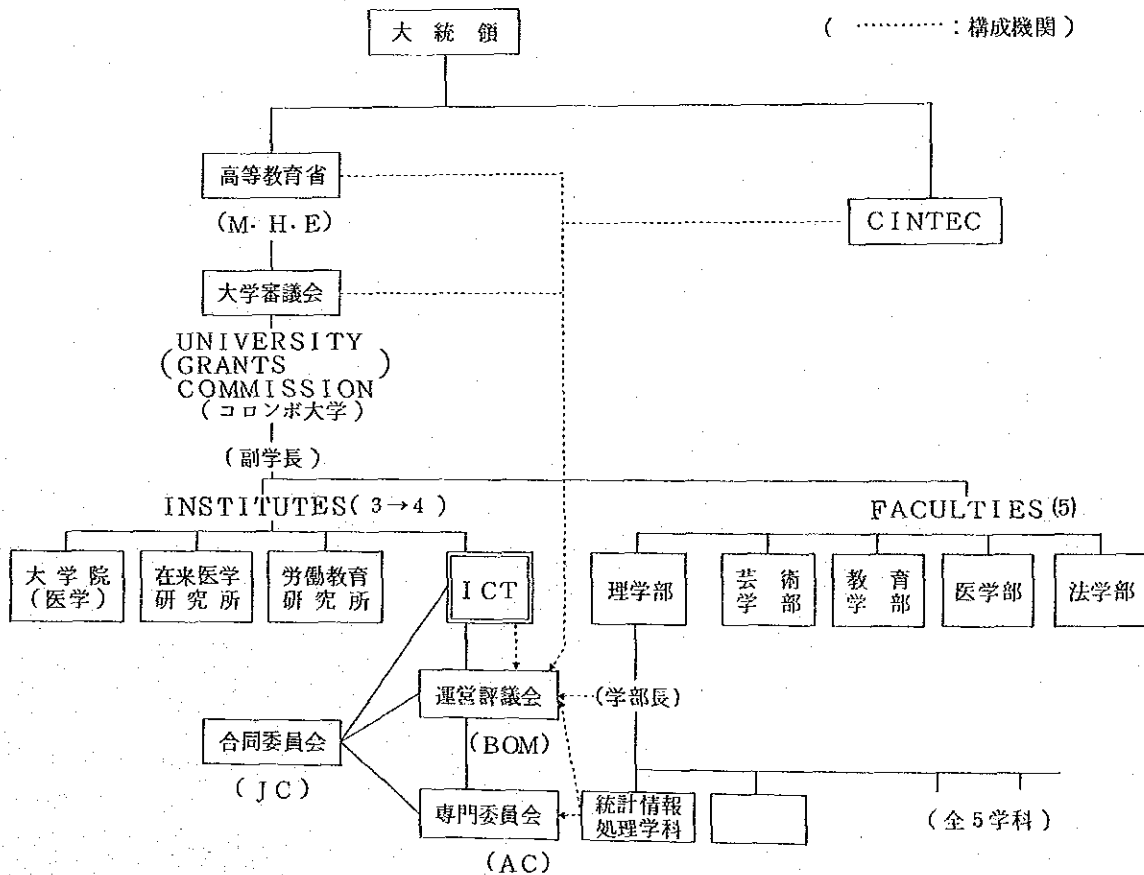 大統領
( ············ : 構成機関 )
高等教育省
(M·H·E)
CINTEC
大学審議会
UNIVERSITY
(GRANTS )
COMMISSION
(コロンボ大学)
(副学長)
INSTITUTES( 3→4 )
FACULTIES (5)
大学院
(医学)
在来医学
研究所
労働教育
研究所
ICT
理学部
芸術
学部
教育
学部
医学部
法学部
運営評議会
(学部長)
(BOM)
合同委員会
(JC)
専門委員会
統計情報
処理学科
(全5学科)
(AC)